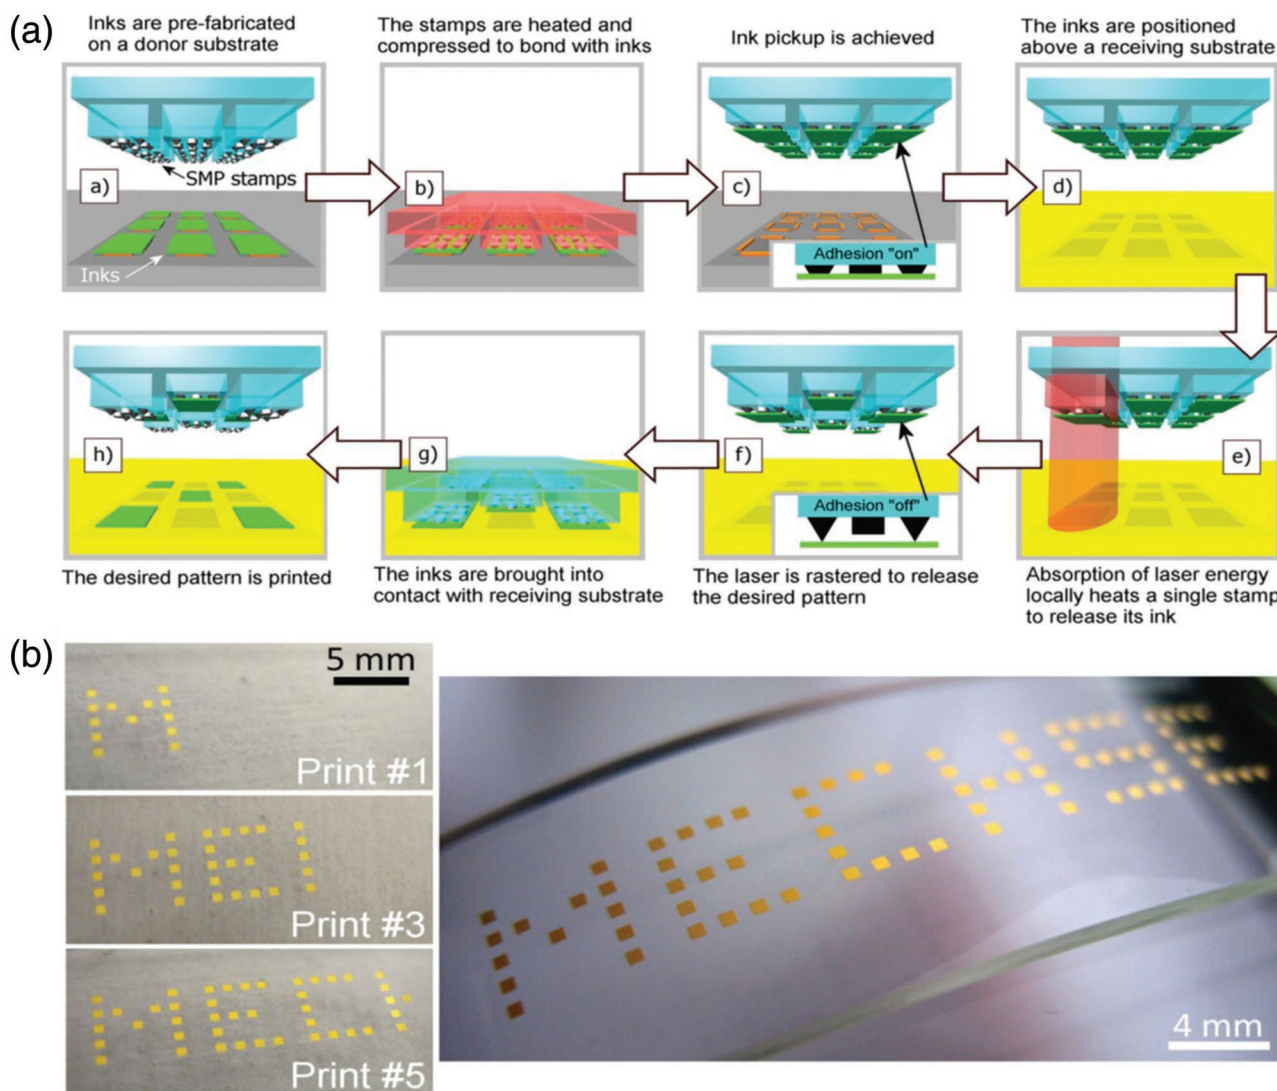 (a)
Inks are pre-fabricated
on a donor substrate
The stamps are heated and
compressed to bond with inks
Ink pickup is achieved
The inks are positioned
above a receiving substrate
SMP stamps
a)
Inks
b)
c)
Adhesion "on"
d)
h)
g)
f)
Adhesion "off"
e)
The desired pattern is printed
The inks are brought into
contact with receiving substrate
The laser is rastered to release
the desired pattern
Absorption of laser energy
locally heats a single stamp
to release its ink
(b)
5 mm
M
Print #1
MEI
Print #3
MEC
Print #5
MECHSE
4 mm